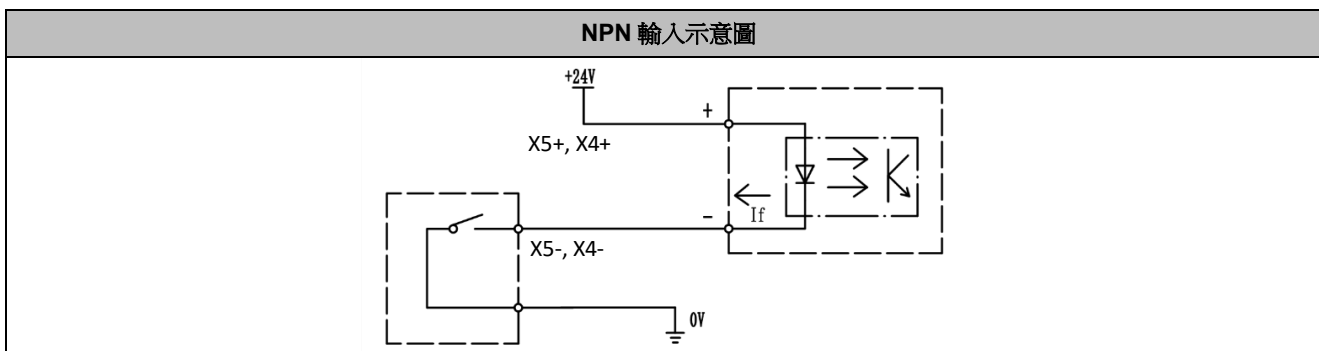 NPN 輸入示意圖
+24V
+
X5+, X4+
If
−
X5-, X4-
0V